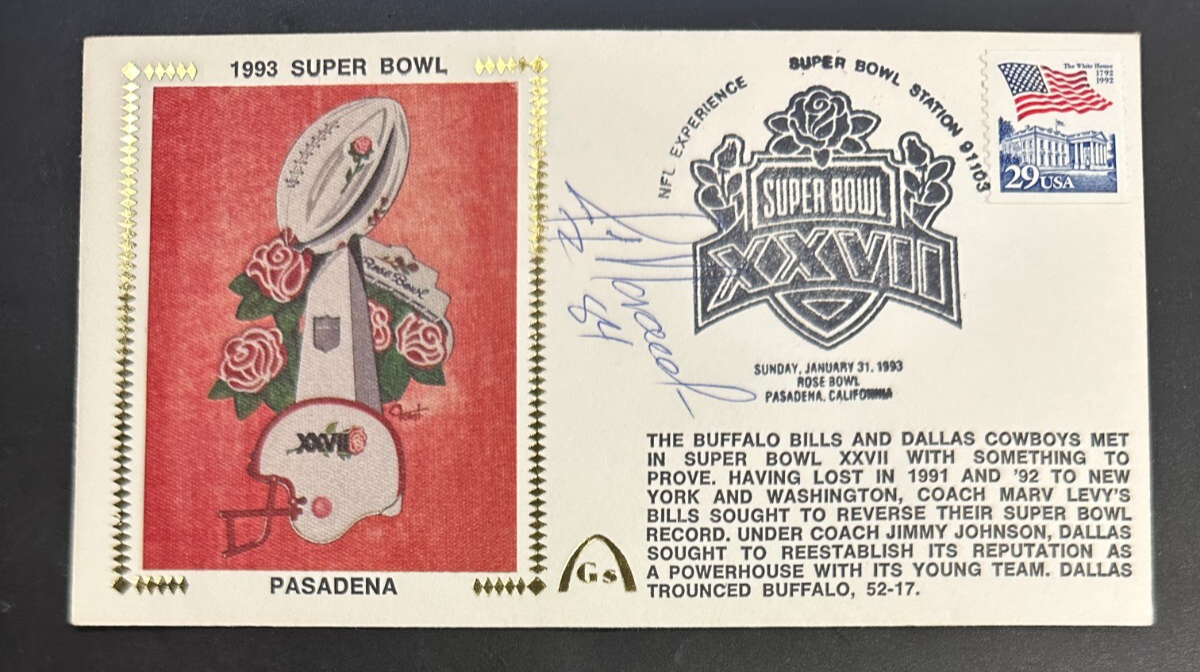 1993 SUPER BOWL
Rose Bowl
XXVII
PASADENA
NFL EXPERIENCE
SUPER BOWL STATION 91103
SUPER BOWL
XXVII
SUNDAY, JANUARY 31, 1993
ROSE BOWL
PASADENA, CALIFORNIA
The White House
1792
1992
29 USA
84
THE BUFFALO BILLS AND DALLAS COWBOYS MET
IN SUPER BOWL XXVII WITH SOMETHING TO
PROVE. HAVING LOST IN 1991 AND '92 TO NEW
YORK AND WASHINGTON, COACH MARV LEVY'S
BILLS SOUGHT TO REVERSE THEIR SUPER BOWL
RECORD. UNDER COACH JIMMY JOHNSON, DALLAS
SOUGHT TO REESTABLISH ITS REPUTATION AS
A POWERHOUSE WITH ITS YOUNG TEAM. DALLAS
TROUNCED BUFFALO, 52-17.
Gs